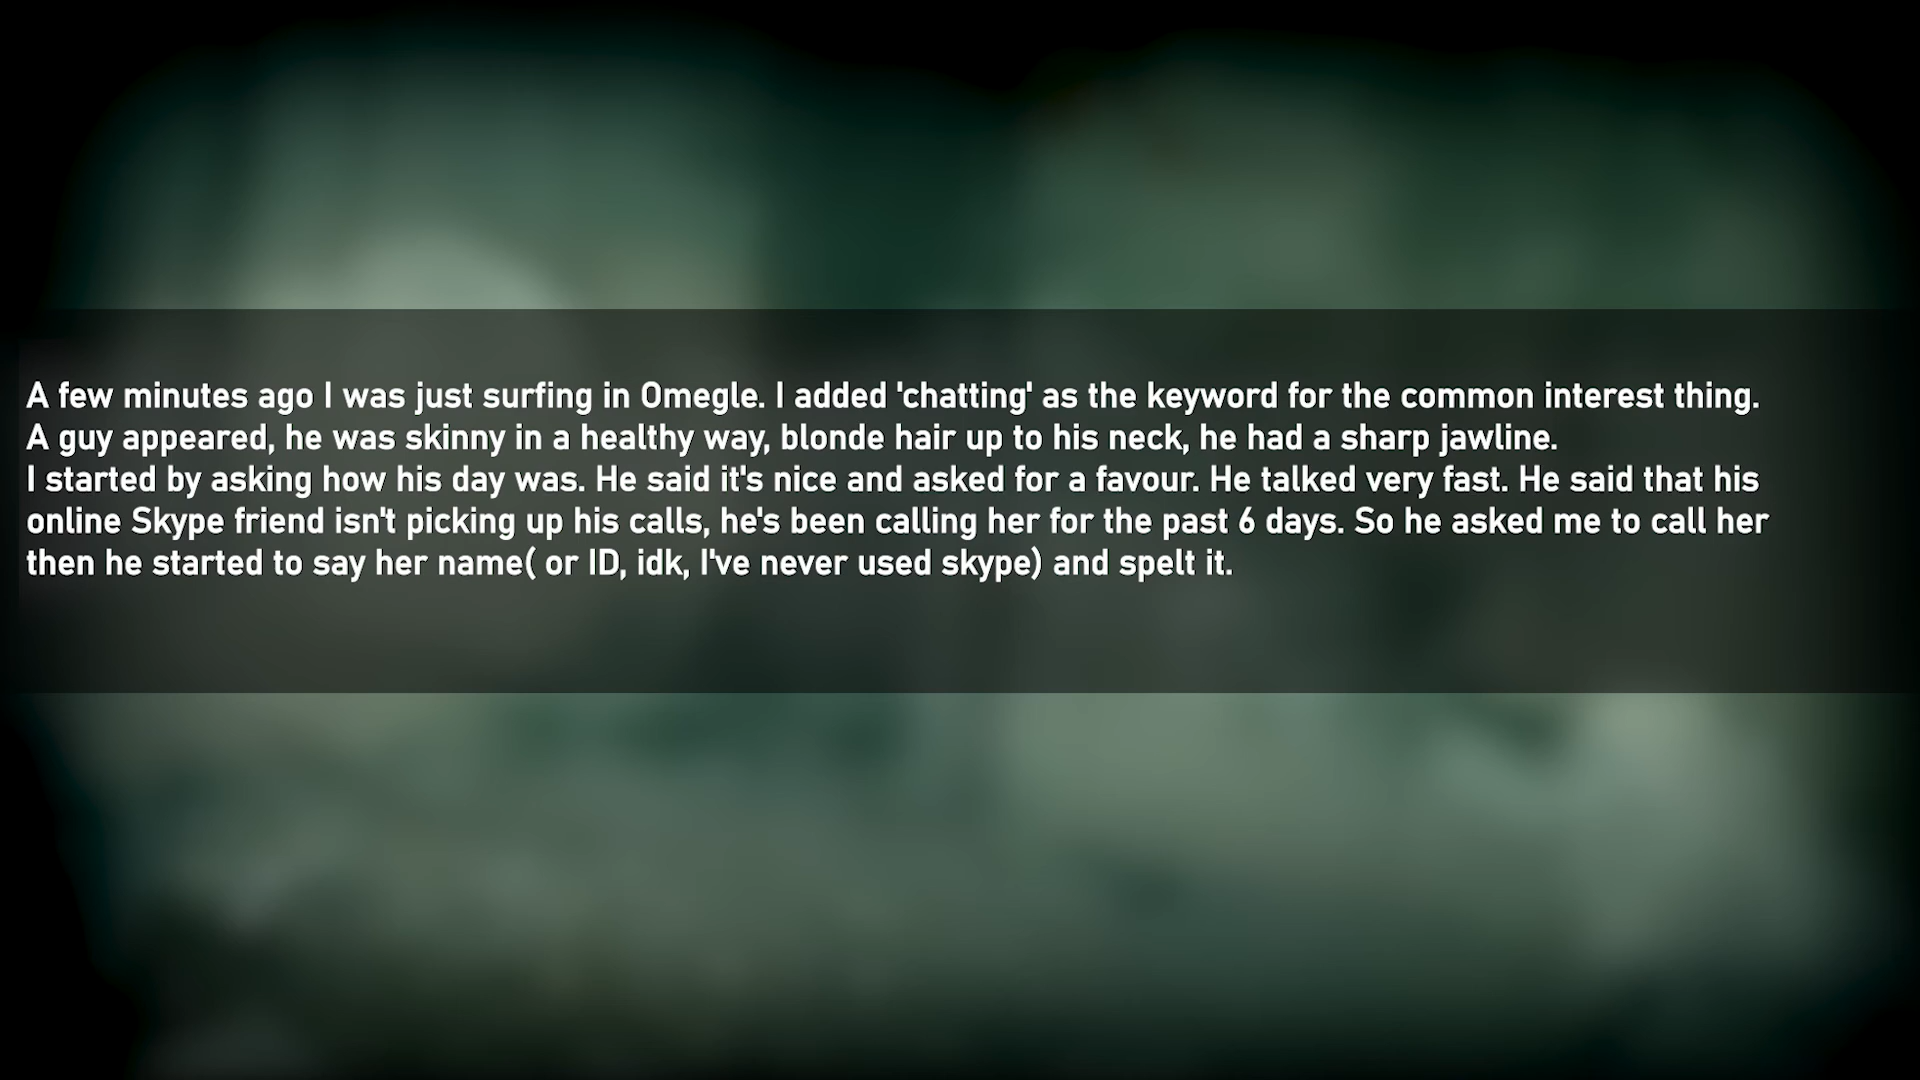 A few minutes ago I was just surfing in Omegle. I added 'chatting' as the keyword for the common interest thing.
A guy appeared, he was skinny in a healthy way, blonde hair up to his neck, he had a sharp jawline.
I started by asking how his day was. He said it's nice and asked for a favour. He talked very fast. He said that his
online Skype friend isn't picking up his calls, he's been calling her for the past 6 days. So he asked me to call her
then he started to say her name( or ID, idk, I've never used skype) and spelt it.